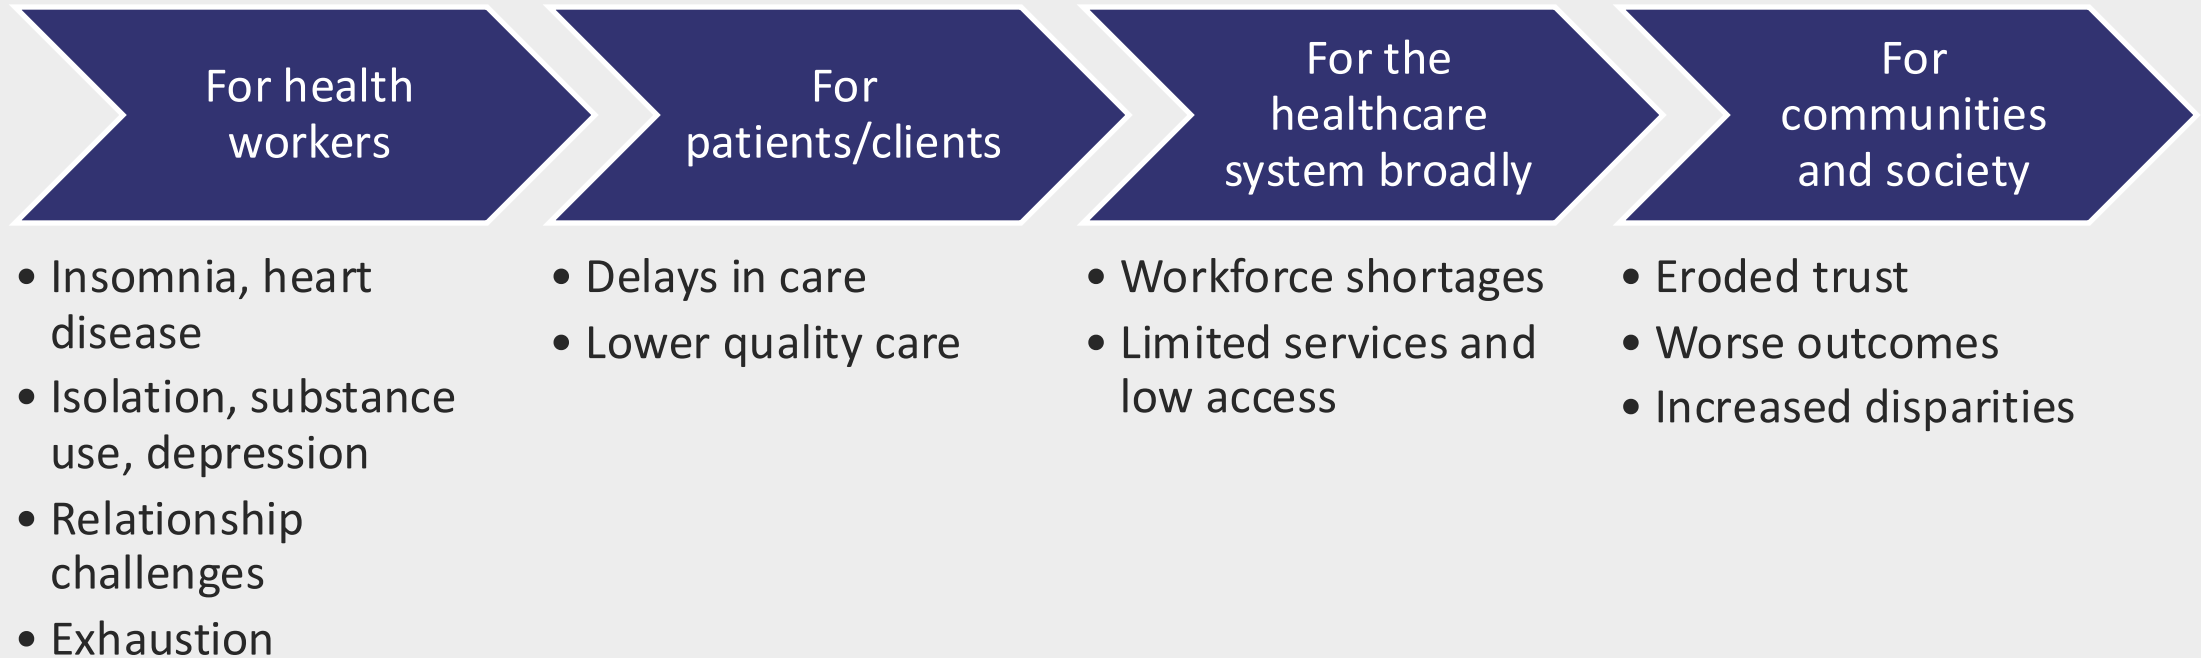 For health
workers
• Insomnia, heart
disease
• Isolation, substance
use, depression
• Relationship
challenges
• Exhaustion
For
patients/clients
• Delays in care
• Lower quality care
For the
healthcare
system broadly
• Workforce shortages
• Limited services and
low access
For
communities
and society
• Eroded trust
• Worse outcomes
• Increased disparities